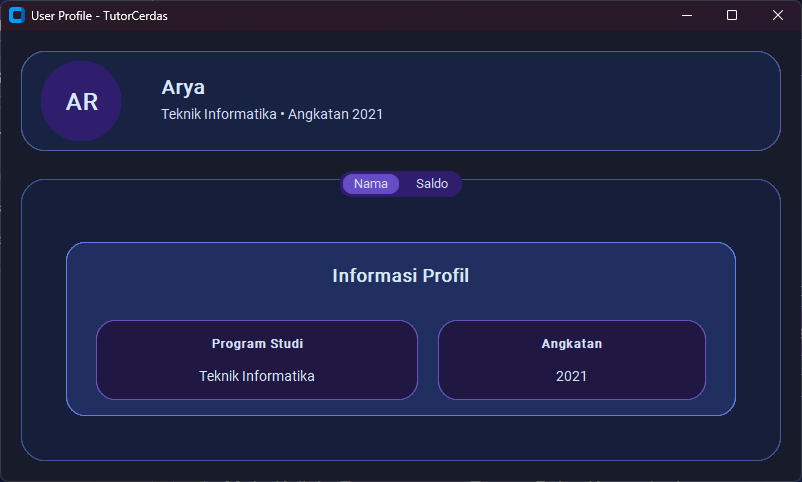 User Profile - TutorCerdas
AR
Arya
Teknik Informatika • Angkatan 2021
Nama
Saldo
Informasi Profil
Program Studi
Teknik Informatika
Angkatan
2021